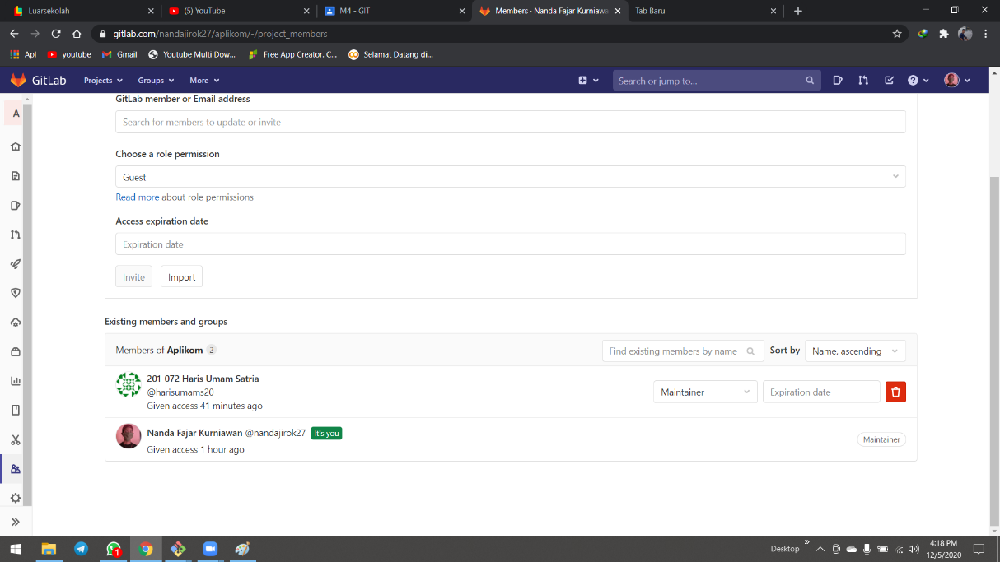 Luarsekolah
(5) YouTube
M4 - GIT
Members · Nanda Fajar Kurniawa
Tab Baru
gitlab.com/nandajirok27/aplikom/-/project_members
Apl
youtube
Gmail
Youtube Multi Dow...
Free App Creator. C...
Selamat Datang di...
GitLab
Projects
Groups
More
Search or jump to...
A
GitLab member or Email address
Search for members to update or invite
Choose a role permission
Guest
Read more about role permissions
Access expiration date
Expiration date
Invite
Import
Existing members and groups
Members of Aplikom 2
Find existing members by name
Sort by
Name, ascending
201_072 Haris Umam Satria
@harisumams20
Given access 41 minutes ago
Maintainer
Expiration date
Nanda Fajar Kurniawan @nandajirok27 It's you
Given access 1 hour ago
Maintainer
1
Desktop
4:18 PM
12/5/2020